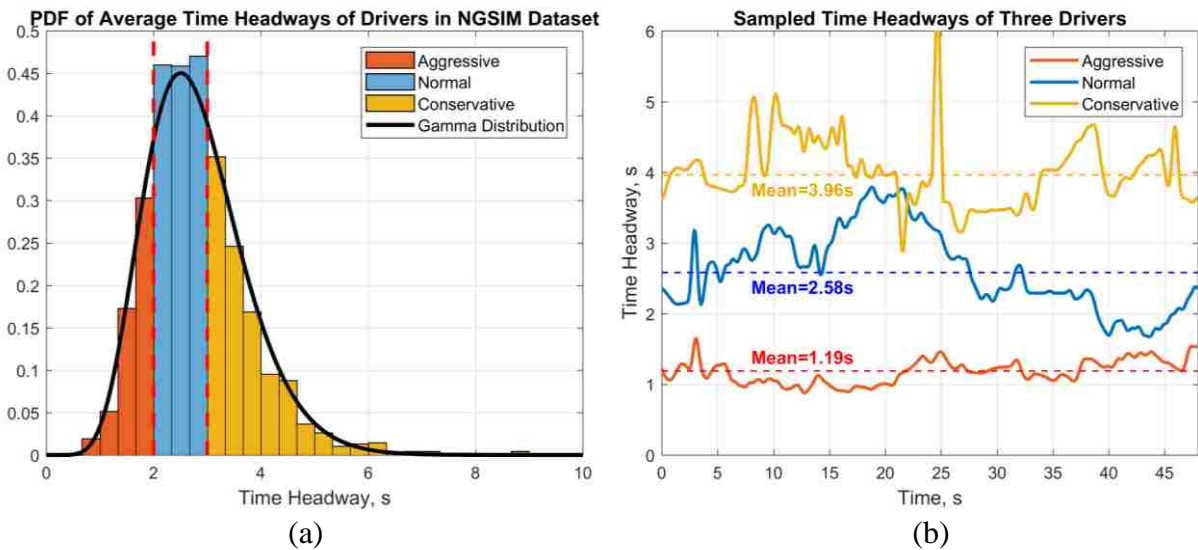 PDF of Average Time Headways of Drivers in NGSIM Dataset
0.5
0.45
0.4
0.35
0.3
0.25
0.2
0.15
0.1
0.05
0
Aggressive
Normal
Conservative
Gamma Distribution
0 2 4 6 8 10
Time Headway, s
(a)
Sampled Time Headways of Three Drivers
Time Headway, s
6
5
4
3
2
1
0
Aggressive
Normal
Conservative
Mean=3.96s
Mean=2.58s
Mean=1.19s
0 5 10 15 20 25 30 35 40 45
Time, s
(b)